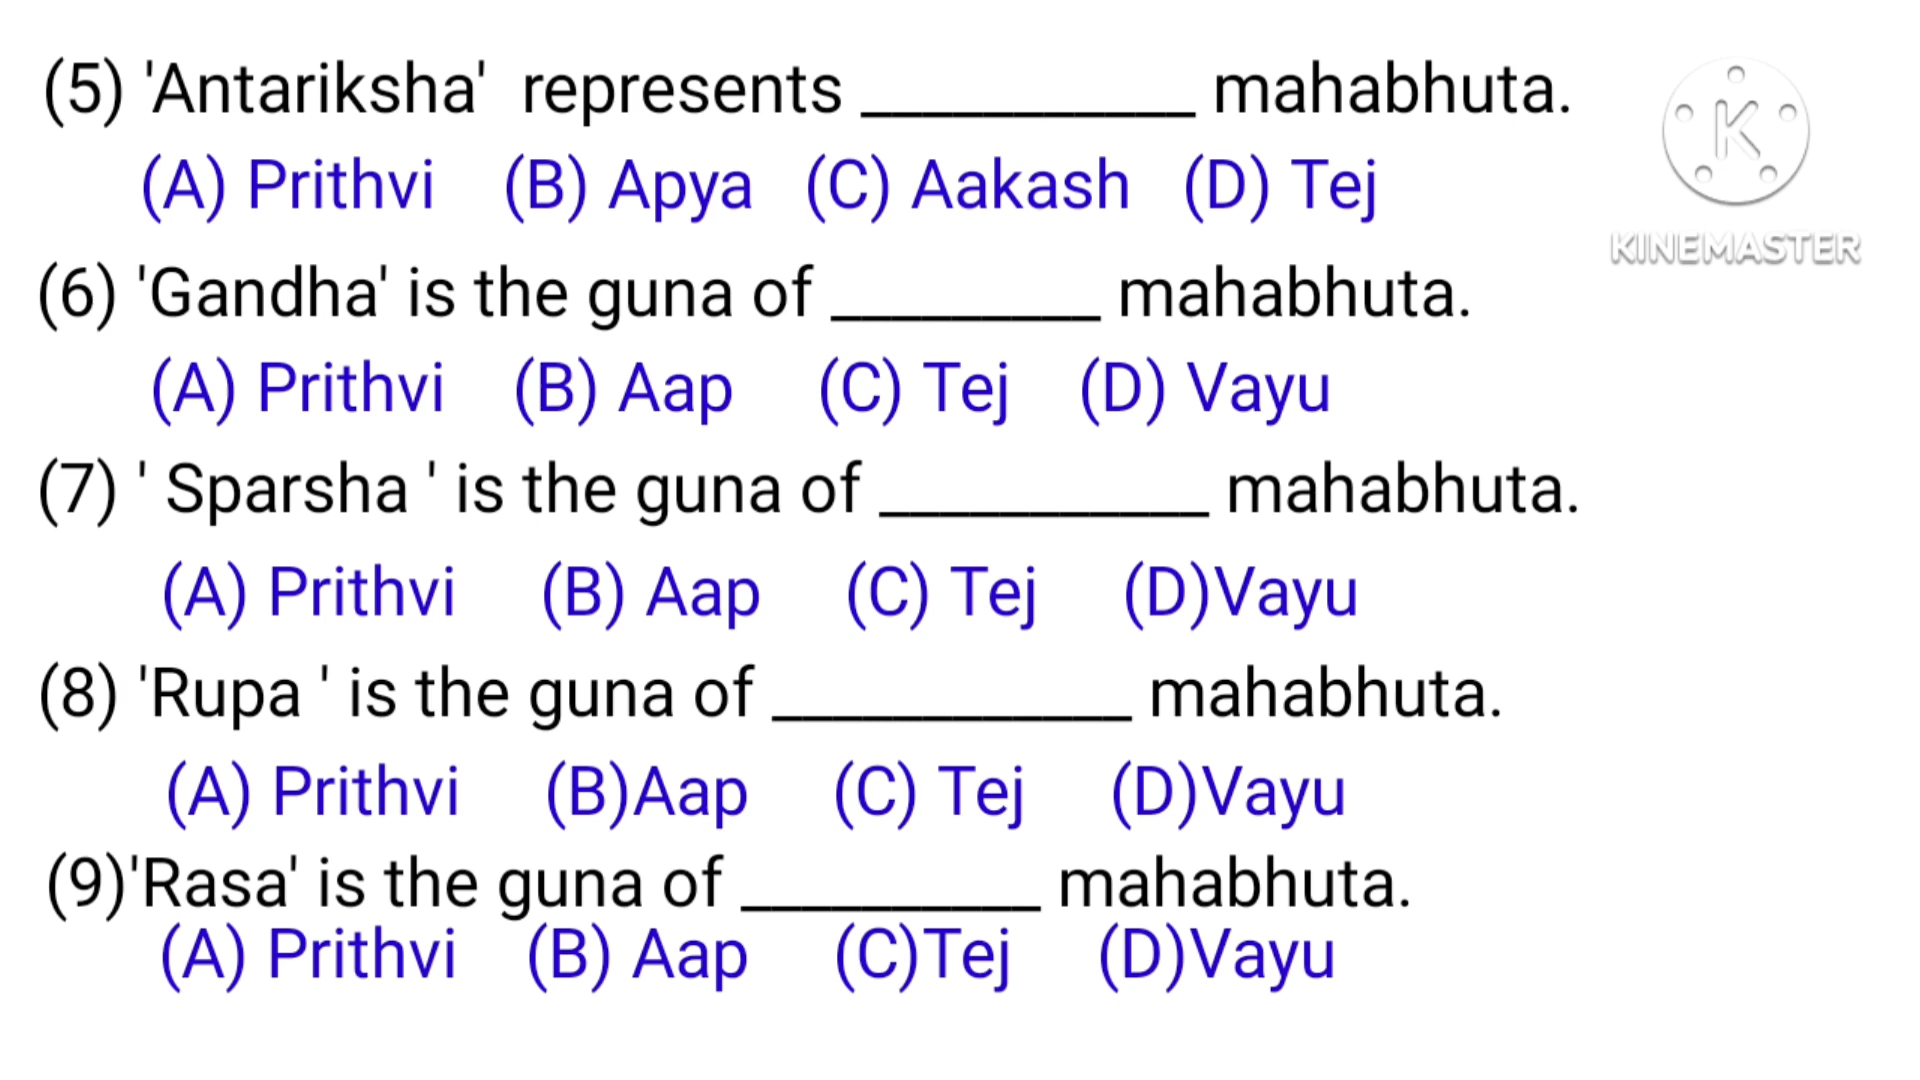 (5) 'Antariksha' represents ___________ mahabhuta.
(A) Prithvi (B) Apya (C) Aakash (D) Tej
K
KINEMASTER
(6) 'Gandha' is the guna of _________ mahabhuta.
(A) Prithvi (B) Aap (C) Tej (D) Vayu
(7) ' Sparsha ' is the guna of ___________ mahabhuta.
(A) Prithvi (B) Aap (C) Tej (D)Vayu
(8) 'Rupa ' is the guna of ____________ mahabhuta.
(A) Prithvi (B)Aap (C) Tej (D)Vayu
(9)'Rasa' is the guna of __________ mahabhuta.
(A) Prithvi (B) Aap (C)Tej (D)Vayu